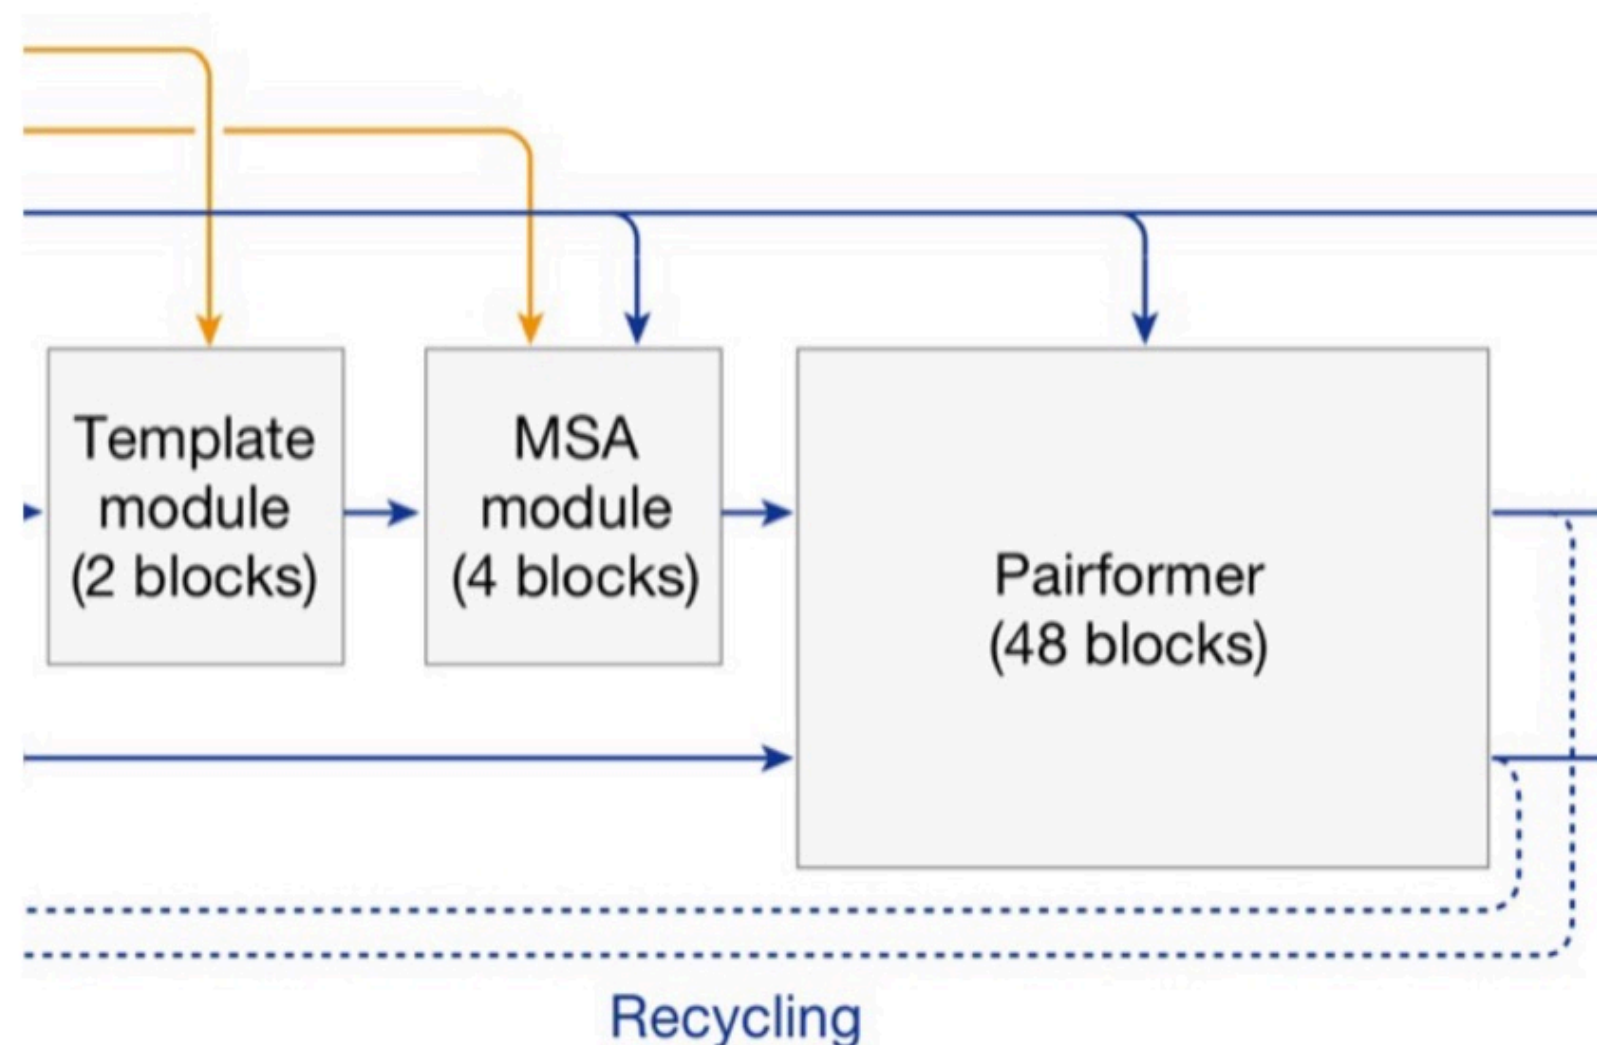 Template
module
(2 blocks)
MSA
module
(4 blocks)
Pairformer
(48 blocks)
Recycling